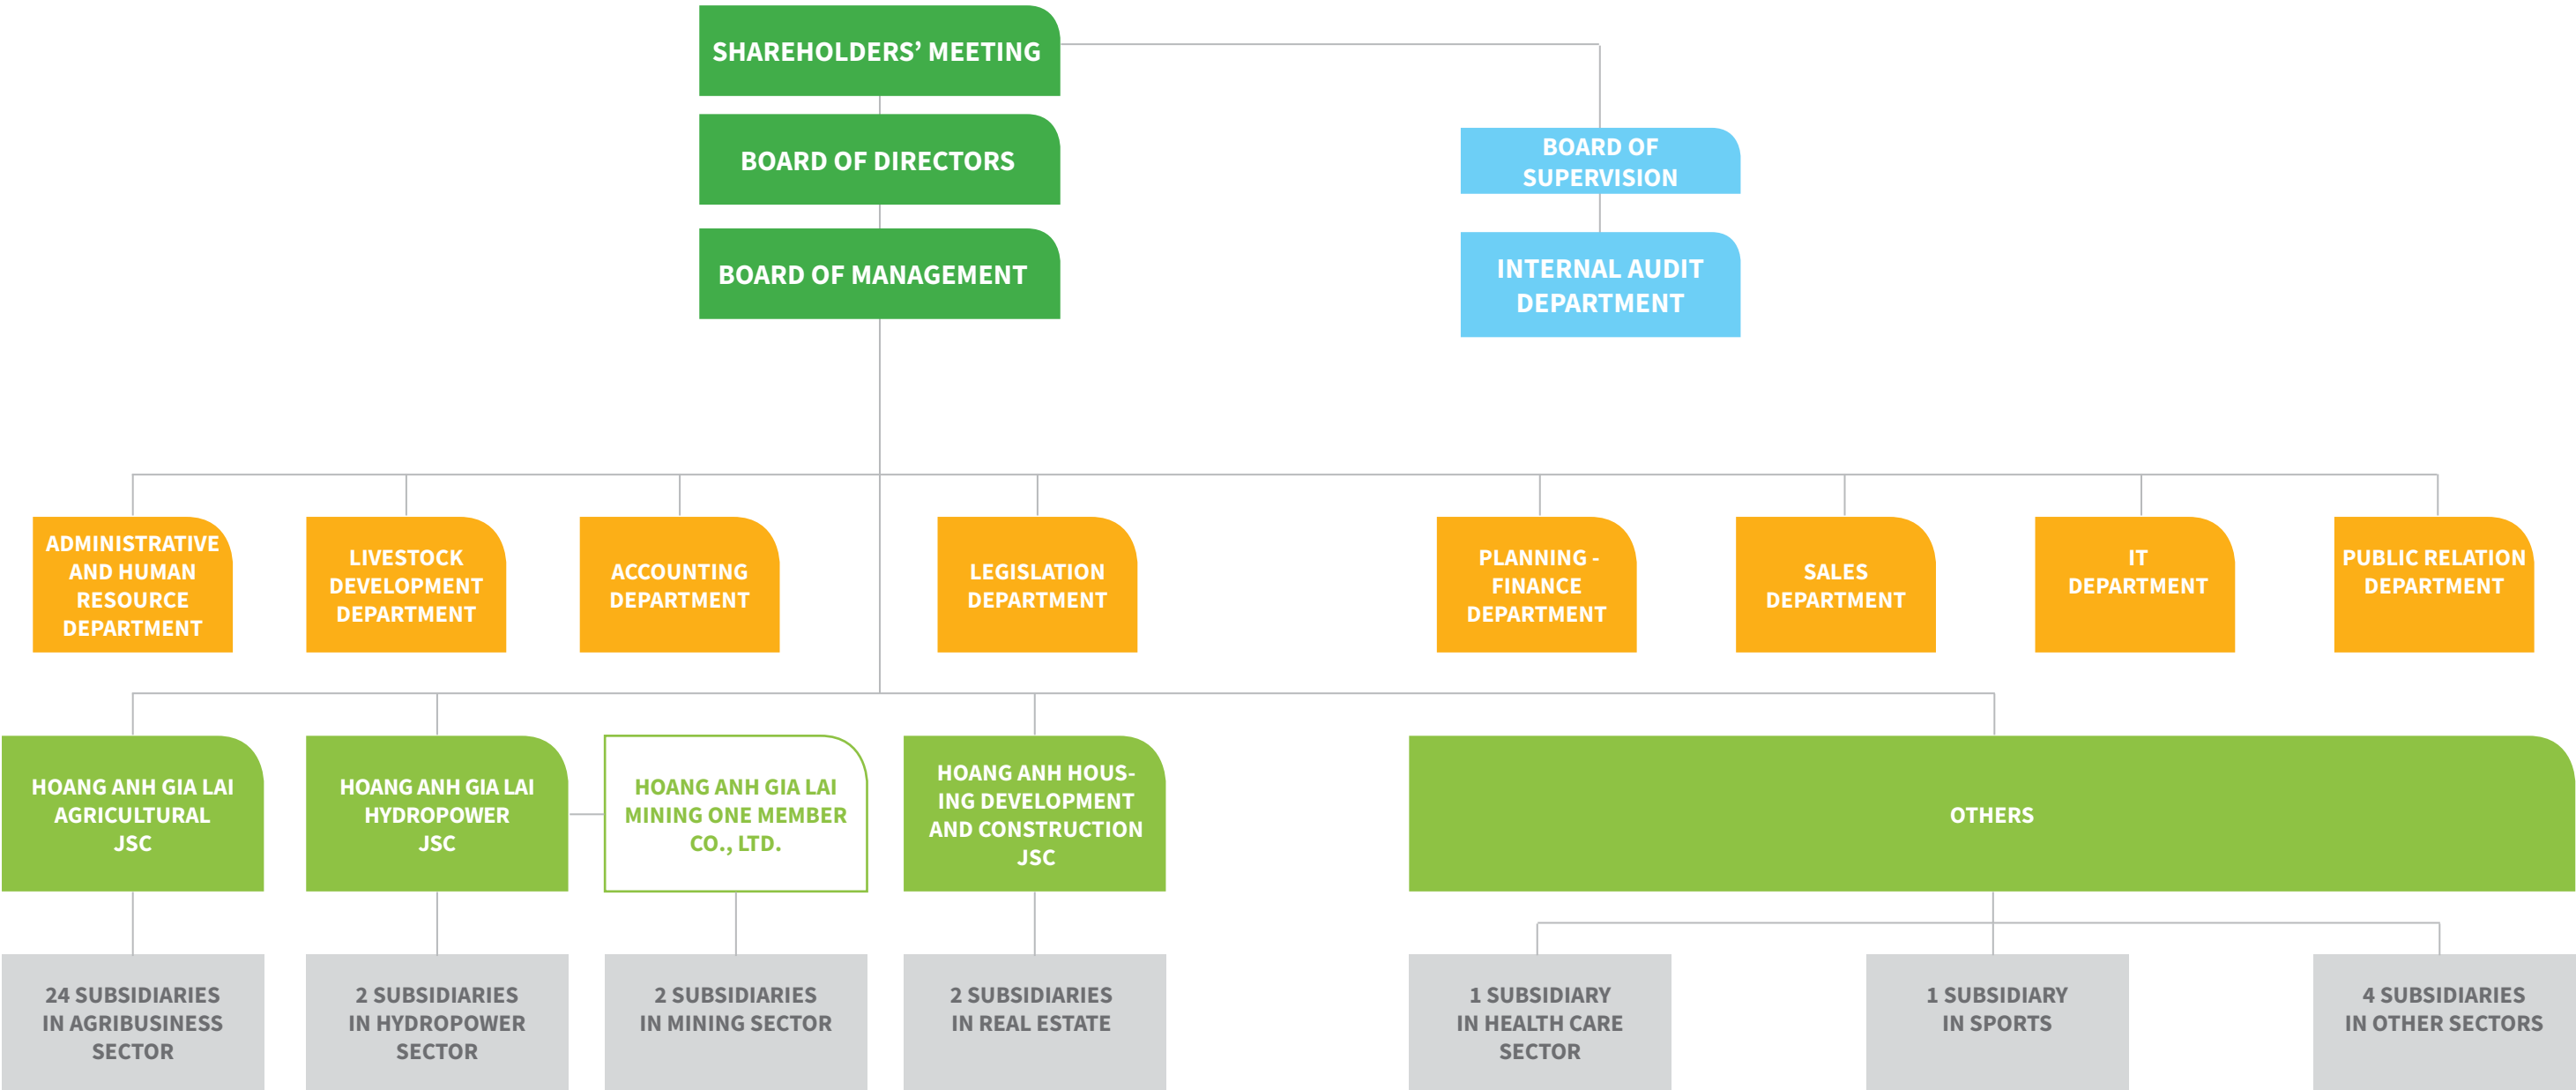 SHAREHOLDERS’ MEETING
BOARD OF DIRECTORS
BOARD OF MANAGEMENT
BOARD OF
SUPERVISION
INTERNAL AUDIT
DEPARTMENT
ADMINISTRATIVE
AND HUMAN
RESOURCE
DEPARTMENT
LIVESTOCK
DEVELOPMENT
DEPARTMENT
ACCOUNTING
DEPARTMENT
LEGISLATION
DEPARTMENT
PLANNING -
FINANCE
DEPARTMENT
SALES
DEPARTMENT
IT
DEPARTMENT
PUBLIC RELATION
DEPARTMENT
HOANG ANH GIA LAI
AGRICULTURAL
JSC
HOANG ANH GIA LAI
HYDROPOWER
JSC
HOANG ANH GIA LAI
MINING ONE MEMBER
CO., LTD.
HOANG ANH HOUS-
ING DEVELOPMENT
AND CONSTRUCTION
JSC
OTHERS
24 SUBSIDIARIES
IN AGRIBUSINESS
SECTOR
2 SUBSIDIARIES
IN HYDROPOWER
SECTOR
2 SUBSIDIARIES
IN MINING SECTOR
2 SUBSIDIARIES
IN REAL ESTATE
1 SUBSIDIARY
IN HEALTH CARE
SECTOR
1 SUBSIDIARY
IN SPORTS
4 SUBSIDIARIES
IN OTHER SECTORS